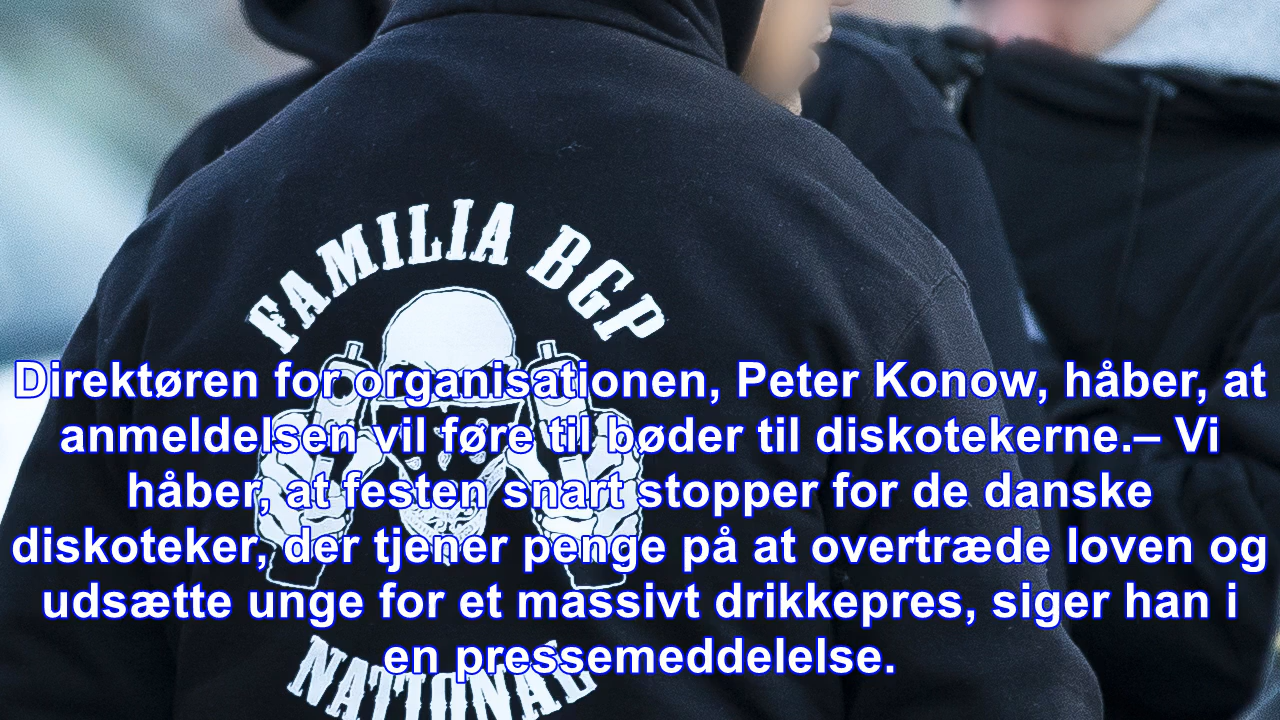 FAMILIA BGP
Direktøren for organisationen, Peter Konow, håber, at
anmeldelsen vil føre til bøder til diskotekerne.– Vi
håber, at festen snart stopper for de danske
diskoteker, der tjener penge på at overtræde loven og
udsætte unge for et massivt drikkepres, siger han i
en pressemeddelelse.
NATIONAL